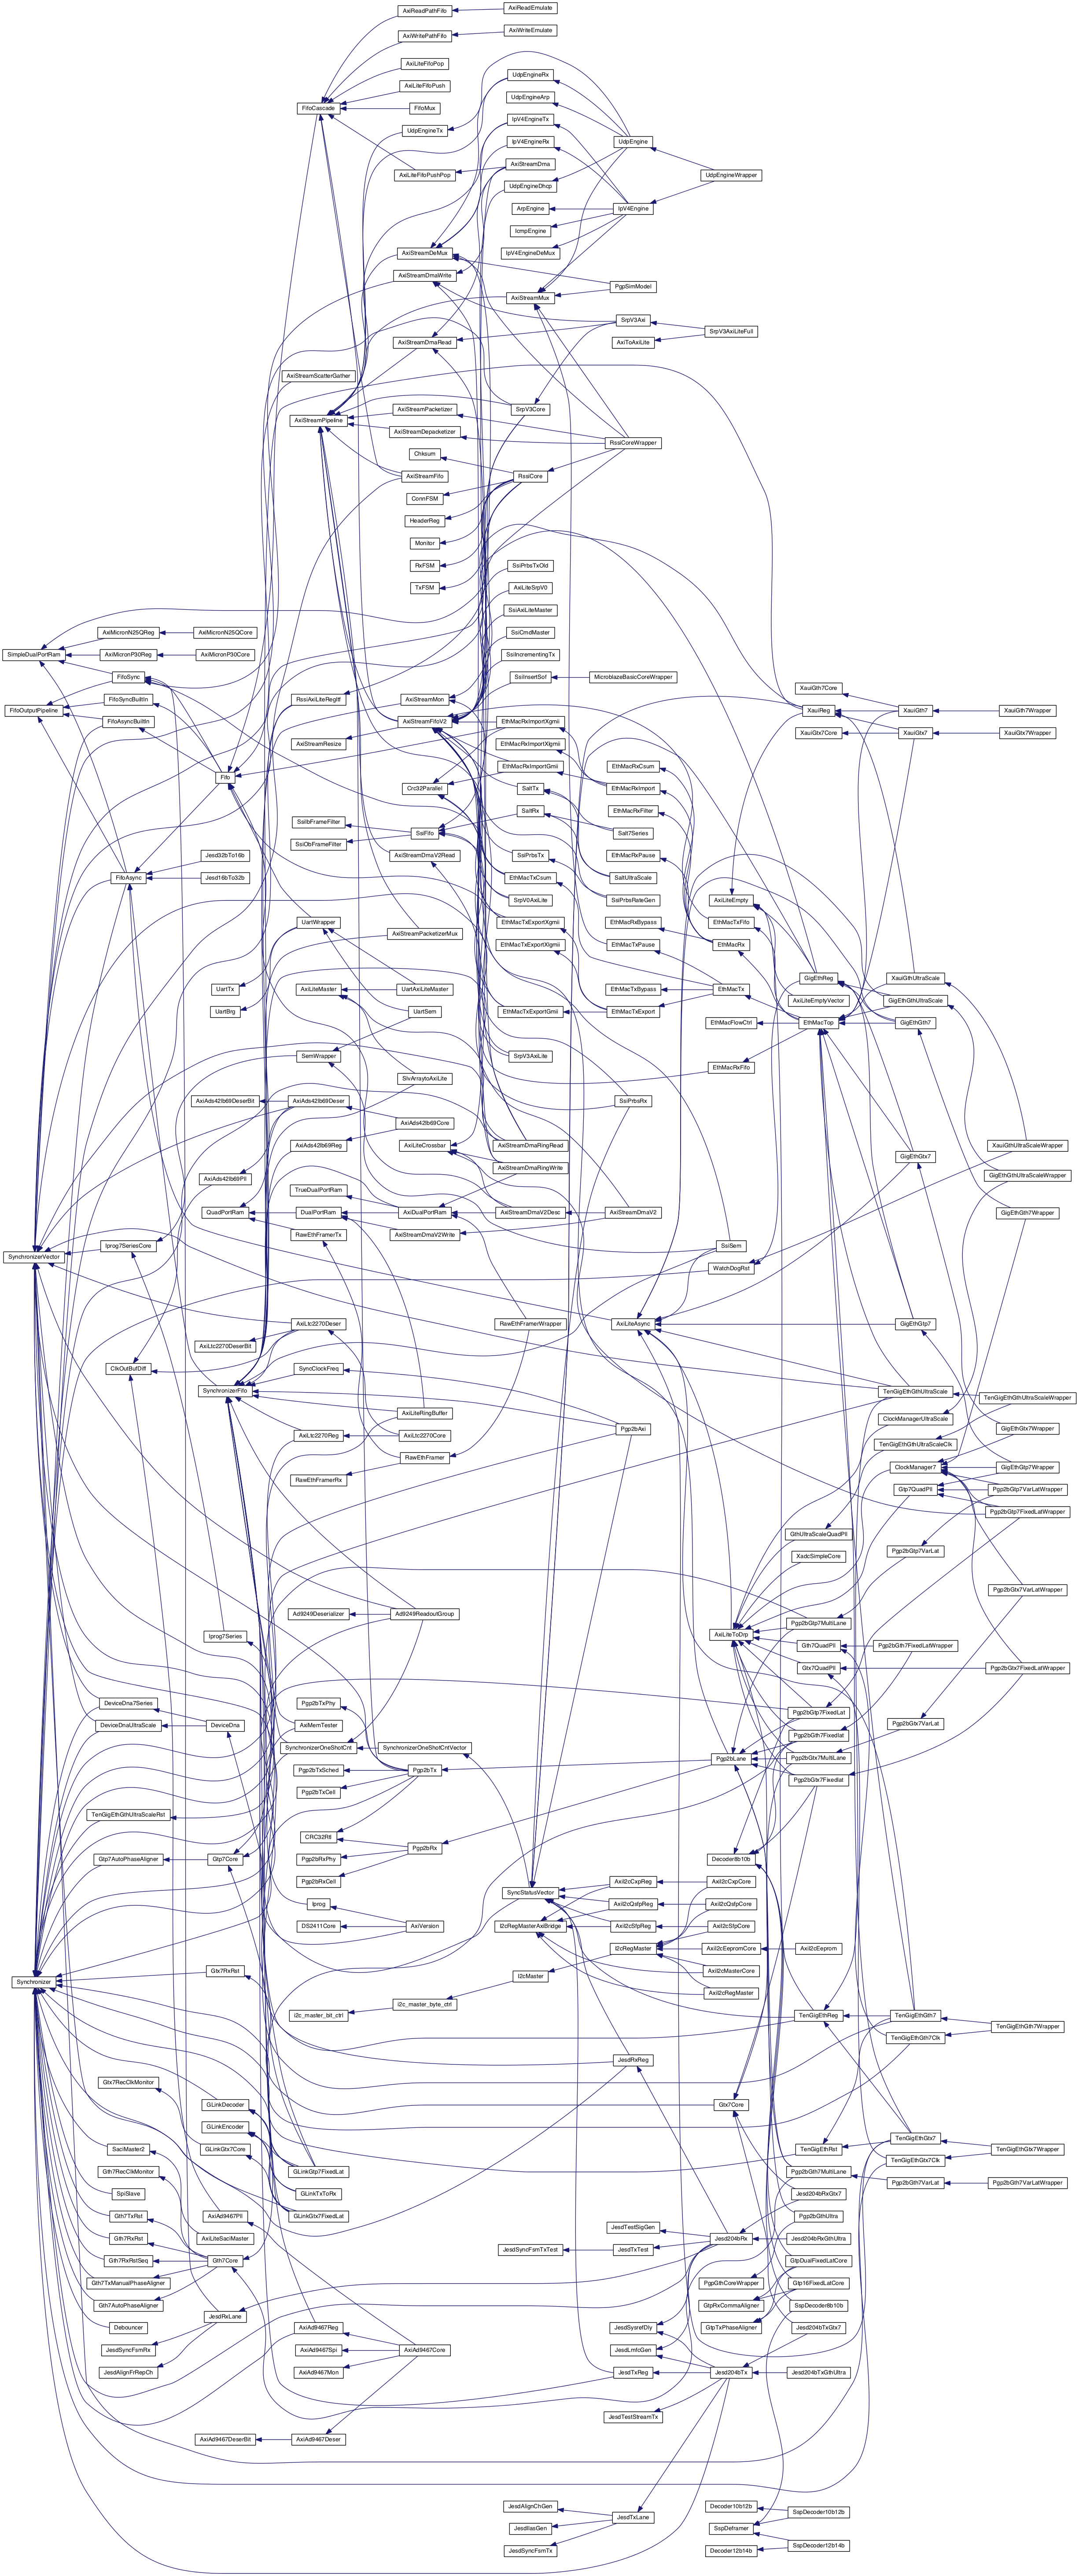 AxiReadPathFifo
AxiReadEmulate
AxiWritePathFifo
AxiWriteEmulate
AxiLiteFifoPop
UdpEngineRx
AxiLiteFifoPush
UdpEngineArp
FifoCascade
FifoMux
IpV4EngineTx
UdpEngineTx
IpV4EngineRx
UdpEngine
AxiStreamDma
AxiLiteFifoPushPop
UdpEngineWrapper
UdpEngineDhcp
ArpEngine
IpV4Engine
IcmpEngine
AxiStreamDeMux
IpV4EngineDeMux
AxiStreamDmaWrite
PgpSimModel
AxiStreamMux
SrpV3Axi
SrpV3AxiLiteFull
AxiStreamDmaRead
AxiToAxiLite
AxiStreamScatterGather
AxiStreamPacketizer
SrpV3Core
AxiStreamPipeline
AxiStreamDepacketizer
RssiCoreWrapper
Chksum
AxiStreamFifo
RssiCore
ConnFSM
HeaderReg
Monitor
RxFSM
SsiPrbsTxOld
TxFSM
AxiLiteSrpV0
SsiAxiLiteMaster
AxiMicronN25QReg
AxiMicronN25QCore
SsiCmdMaster
SimpleDualPortRam
AxiMicronP30Reg
AxiMicronP30Core
SsiIncrementingTx
FifoSync
SsiInsertSof
MicroblazeBasicCoreWrapper
XauiGth7Core
FifoSyncBuiltIn
RssiAxiLiteRegItf
AxiStreamMon
AxiLiteEmpty
FifoOutputPipeline
XauiReg
XauiGth7
XauiGth7Wrapper
FifoAsyncBuiltIn
AxiStreamFifoV2
EthMacRxImportXgmii
XauiGtx7Core
XauiGtx7
XauiGtx7Wrapper
AxiStreamResize
EthMacRxImportXlgmii
EthMacRxCsum
Fifo
EthMacRxImportGmii
Crc32Parallel
SaltTx
EthMacRxImport
SaltRx
EthMacRxFilter
SsiIbFrameFilter
SsiFifo
Salt7Series
SsiObFrameFilter
Jesd32bTo16b
AxiStreamDmaV2Read
SsiPrbsTx
EthMacRxPause
FifoAsync
Jesd16bTo32b
EthMacTxCsum
SaltUltraScale
SrpV0AxiLite
SsiPrbsRateGen
UartWrapper
EthMacTxExportXgmii
EthMacRxBypass
EthMacTxFifo
AxiStreamPacketizerMux
EthMacTxExportXlgmii
EthMacTxPause
EthMacRx
XauiGthUltraScale
GigEthReg
UartTx
AxiLiteMaster
UartAxiLiteMaster
EthMacTxBypass
EthMacTx
AxiLiteEmptyVector
GigEthGthUltraScale
UartBrg
UartSem
EthMacTxExportGmii
EthMacTxExport
EthMacFlowCtrl
EthMacTop
GigEthGth7
SemWrapper
SrpV3AxiLite
EthMacRxFifo
SlvArraytoAxiLite
AxiAds42lb69DeserBit
AxiAds42lb69Deser
SsiPrbsRx
AxiAds42lb69Core
AxiAds42lb69Reg
AxiLiteCrossbar
AxiStreamDmaRingRead
XauiGthUltraScaleWrapper
GigEthGtx7
AxiAds42lb69Pll
AxiStreamDmaRingWrite
GigEthGthUltraScaleWrapper
TrueDualPortRam
QuadPortRam
DualPortRam
AxiDualPortRam
AxiStreamDmaV2Desc
AxiStreamDmaV2
GigEthGth7Wrapper
RawEthFramerTx
AxiStreamDmaV2Write
SynchronizerVector
Iprog7SeriesCore
SsiSem
WatchDogRst
AxiLtc2270Deser
RawEthFramerWrapper
AxiLiteAsync
GigEthGtp7
AxiLtc2270DeserBit
ClkOutBufDiff
SyncClockFreq
SynchronizerFifo
TenGigEthGthUltraScale
TenGigEthGthUltraScaleWrapper
AxiLiteRingBuffer
ClockManagerUltraScale
AxiLtc2270Reg
AxiLtc2270Core
Pgp2bAxi
GigEthGtx7Wrapper
TenGigEthGthUltraScaleClk
RawEthFramer
ClockManager7
GigEthGtp7Wrapper
RawEthFramerRx
Gtp7QuadPll
Pgp2bGtp7VarLatWrapper
Pgp2bGtp7FixedLatWrapper
GthUltraScaleQuadPll
Pgp2bGtp7VarLat
XadcSimpleCore
Pgp2bGtx7VarLatWrapper
Ad9249Deserializer
Ad9249ReadoutGroup
Pgp2bGtp7MultiLane
Iprog7Series
AxiLiteToDrp
Gth7QuadPll
Pgp2bGth7FixedLatWrapper
Gtx7QuadPll
Pgp2bGtx7FixedLatWrapper
DeviceDna7Series
Pgp2bTxPhy
Pgp2bGtp7FixedLat
DeviceDnaUltraScale
DeviceDna
AxiMemTester
Pgp2bGtx7VarLat
Pgp2bGth7Fixedlat
SynchronizerOneShotCnt
SynchronizerOneShotCntVector
Pgp2bLane
Pgp2bGtx7MultiLane
Pgp2bTxSched
Pgp2bTx
Pgp2bGtx7Fixedlat
Pgp2bTxCell
TenGigEthGthUltraScaleRst
CRC32Rtl
Pgp2bRx
Gtp7AutoPhaseAligner
Gtp7Core
Pgp2bRxPhy
Decoder8b10b
Pgp2bRxCell
AxiI2cCxpReg
AxiI2cCxpCore
SyncStatusVector
Iprog
AxiI2cQsfpReg
AxiI2cQsfpCore
DS2411Core
AxiVersion
I2cRegMasterAxiBridge
AxiI2cSfpReg
AxiI2cSfpCore
I2cRegMaster
AxiI2cEepromCore
AxiI2cEeprom
Gtx7RxRst
I2cMaster
AxiI2cMasterCore
Synchronizer
AxiI2cRegMaster
i2c_master_byte_ctrl
i2c_master_bit_ctrl
TenGigEthReg
TenGigEthGth7
TenGigEthGth7Wrapper
TenGigEthGth7Clk
JesdRxReg
Gtx7RecClkMonitor
GLinkDecoder
Gtx7Core
GLinkEncoder
TenGigEthGtx7
SaciMaster2
GLinkGtx7Core
TenGigEthRst
TenGigEthGtx7Wrapper
TenGigEthGtx7Clk
Gth7RecClkMonitor
GLinkGtp7FixedLat
Pgp2bGth7MultiLane
Pgp2bGth7VarLat
Pgp2bGth7VarLatWrapper
SpiSlave
GLinkTxToRx
Jesd204bRxGtx7
Gth7TxRst
AxiAd9467Pll
GLinkGtx7FixedLat
Pgp2bGthUltra
Gth7RxRst
AxiLiteSaciMaster
JesdTestSigGen
Jesd204bRx
Jesd204bRxGthUltra
JesdSyncFsmTxTest
JesdTxTest
Gth7RxRstSeq
Gth7Core
GtpDualFixedLatCore
Gth7TxManualPhaseAligner
PgpGthCoreWrapper
Gtp16FixedLatCore
Gth7AutoPhaseAligner
GtpRxCommaAligner
SspDecoder8b10b
JesdRxLane
Debouncer
AxiAd9467Reg
JesdSysrefDly
GtpTxPhaseAligner
Jesd204bTxGtx7
JesdSyncFsmRx
AxiAd9467Spi
AxiAd9467Core
JesdLmfcGen
JesdAlignFrRepCh
AxiAd9467Mon
JesdTxReg
Jesd204bTx
Jesd204bTxGthUltra
JesdTestStreamTx
AxiAd9467DeserBit
AxiAd9467Deser
JesdAlignChGen
Decoder10b12b
SspDecoder10b12b
JesdTxLane
JesdIlasGen
SspDeframer
JesdSyncFsmTx
Decoder12b14b
SspDecoder12b14b